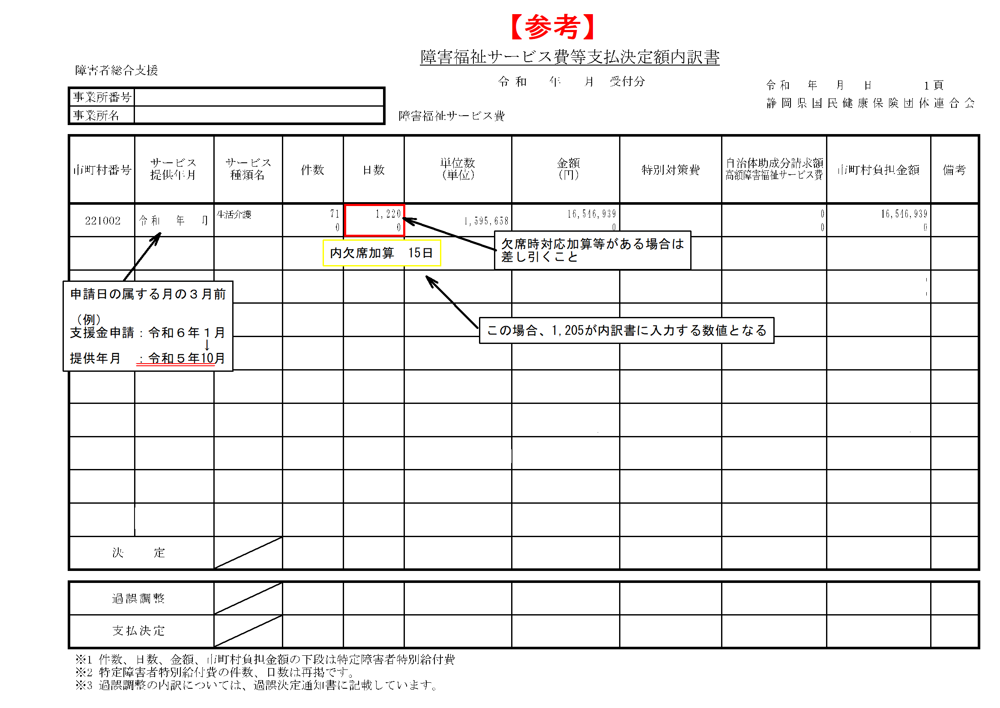 【参考】
障害福祉サービス費等支払決定額内訳書
障害者総合支援
令和 年 月 受付分
令和 年 月 日 1頁
静岡県国民健康保険団体連合会
事業所番号
事業所名
障害福祉サービス費
市町村番号
サービス
提供年月
サービス
種類名
件数
日数
単位数
(単位)
金額
(円)
特別対策費
自治体助成分請求額
高額障害福祉サービス費
市町村負担金額
備考
221002
令和 年 月
生活介護
71
0
1,220
0
1,595,658
16,546,939
0
0
0
16,546,939
0
内欠席加算 15日
欠席時対応加算等がある場合は
差し引くこと
申請日の属する月の3月前
(例)
支援金申請:令和6年1月
↓
提供年月 :令和5年10月
この場合、1,205が内訳書に入力する数値となる
決 定
過誤調整
支払決定
※1 件数、日数、金額、市町村負担金額の下段は特定障害者特別給付費
※2 特定障害者特別給付費の件数、日数は再掲です。
※3 過誤調整の内訳については、過誤決定通知書に記載しています。